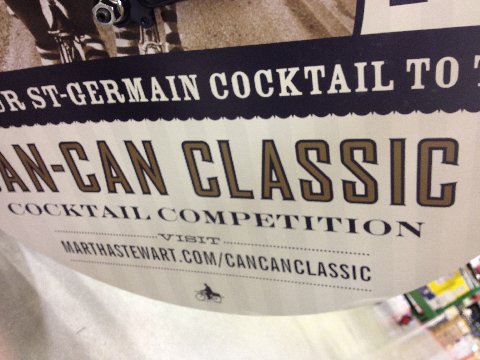 ST-GERMAIN COCKTAIL TO
CAN-CAN CLASSIC
COCKTAIL COMPETITION
VISIT
MARTHASTEWART.COM/CANCANCLASSIC